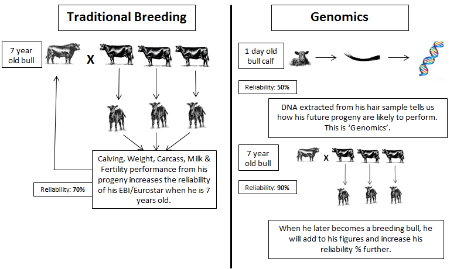 Traditional Breeding
7 year
old bull
X
Calving, Weight, Carcass, Milk &
Fertility performance from his
progeny increases the reliability
of his EBI/Eurostar when he is 7
years old.
Reliability: 70%
Genomics
1 day old
bull calf
Reliability: 50%
DNA extracted from his hair sample tells us
how his future progeny are likely to perform.
This is ‘Genomics’.
7 year
old bull
X
Reliability: 90%
When he later becomes a breeding bull, he
will add to his figures and increase his
reliability % further.